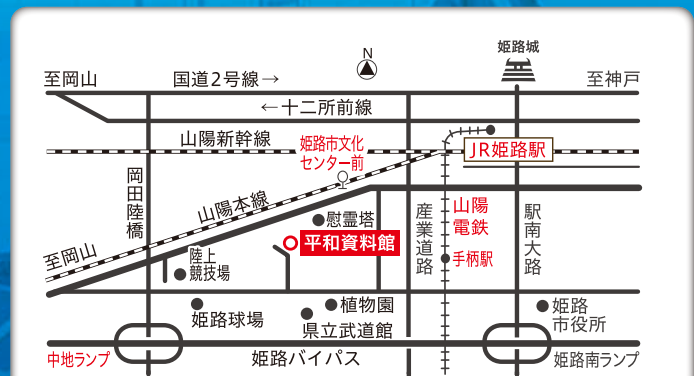 N
姫路城
至岡山
国道2号線→
至神戸
←十二所前線
山陽新幹線
姫路市文化
センター前
JR姫路駅
岡田陸橋
山陽本線
慰霊塔
平和資料館
産業道路
山陽
電鉄
駅南大路
至岡山
陸上
競技場
手柄駅
姫路球場
植物園
県立武道館
姫路
市役所
中地ランプ
姫路バイパス
姫路南ランプ